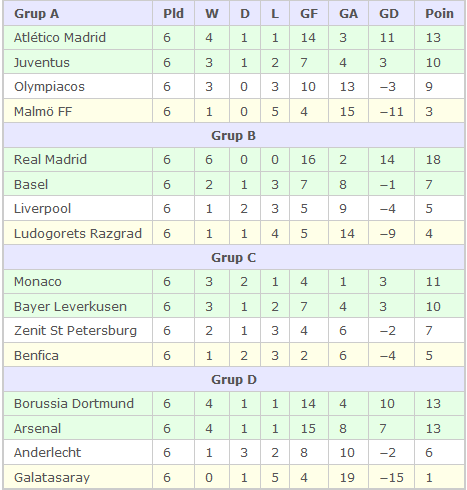 Grup A Pld W D L GF GA GD Poin
Atlético Madrid 6 4 1 1 14 3 11 13
Juventus 6 3 1 2 7 4 3 10
Olympiacos 6 3 0 3 10 13 −3 9
Malmö FF 6 1 0 5 4 15 −11 3
Grup B
Real Madrid 6 6 0 0 16 2 14 18
Basel 6 2 1 3 7 8 −1 7
Liverpool 6 1 2 3 5 9 −4 5
Ludogorets Razgrad 6 1 1 4 5 14 −9 4
Grup C
Monaco 6 3 2 1 4 1 3 11
Bayer Leverkusen 6 3 1 2 7 4 3 10
Zenit St Petersburg 6 2 1 3 4 6 −2 7
Benfica 6 1 2 3 2 6 −4 5
Grup D
Borussia Dortmund 6 4 1 1 14 4 10 13
Arsenal 6 4 1 1 15 8 7 13
Anderlecht 6 1 3 2 8 10 −2 6
Galatasaray 6 0 1 5 4 19 −15 1